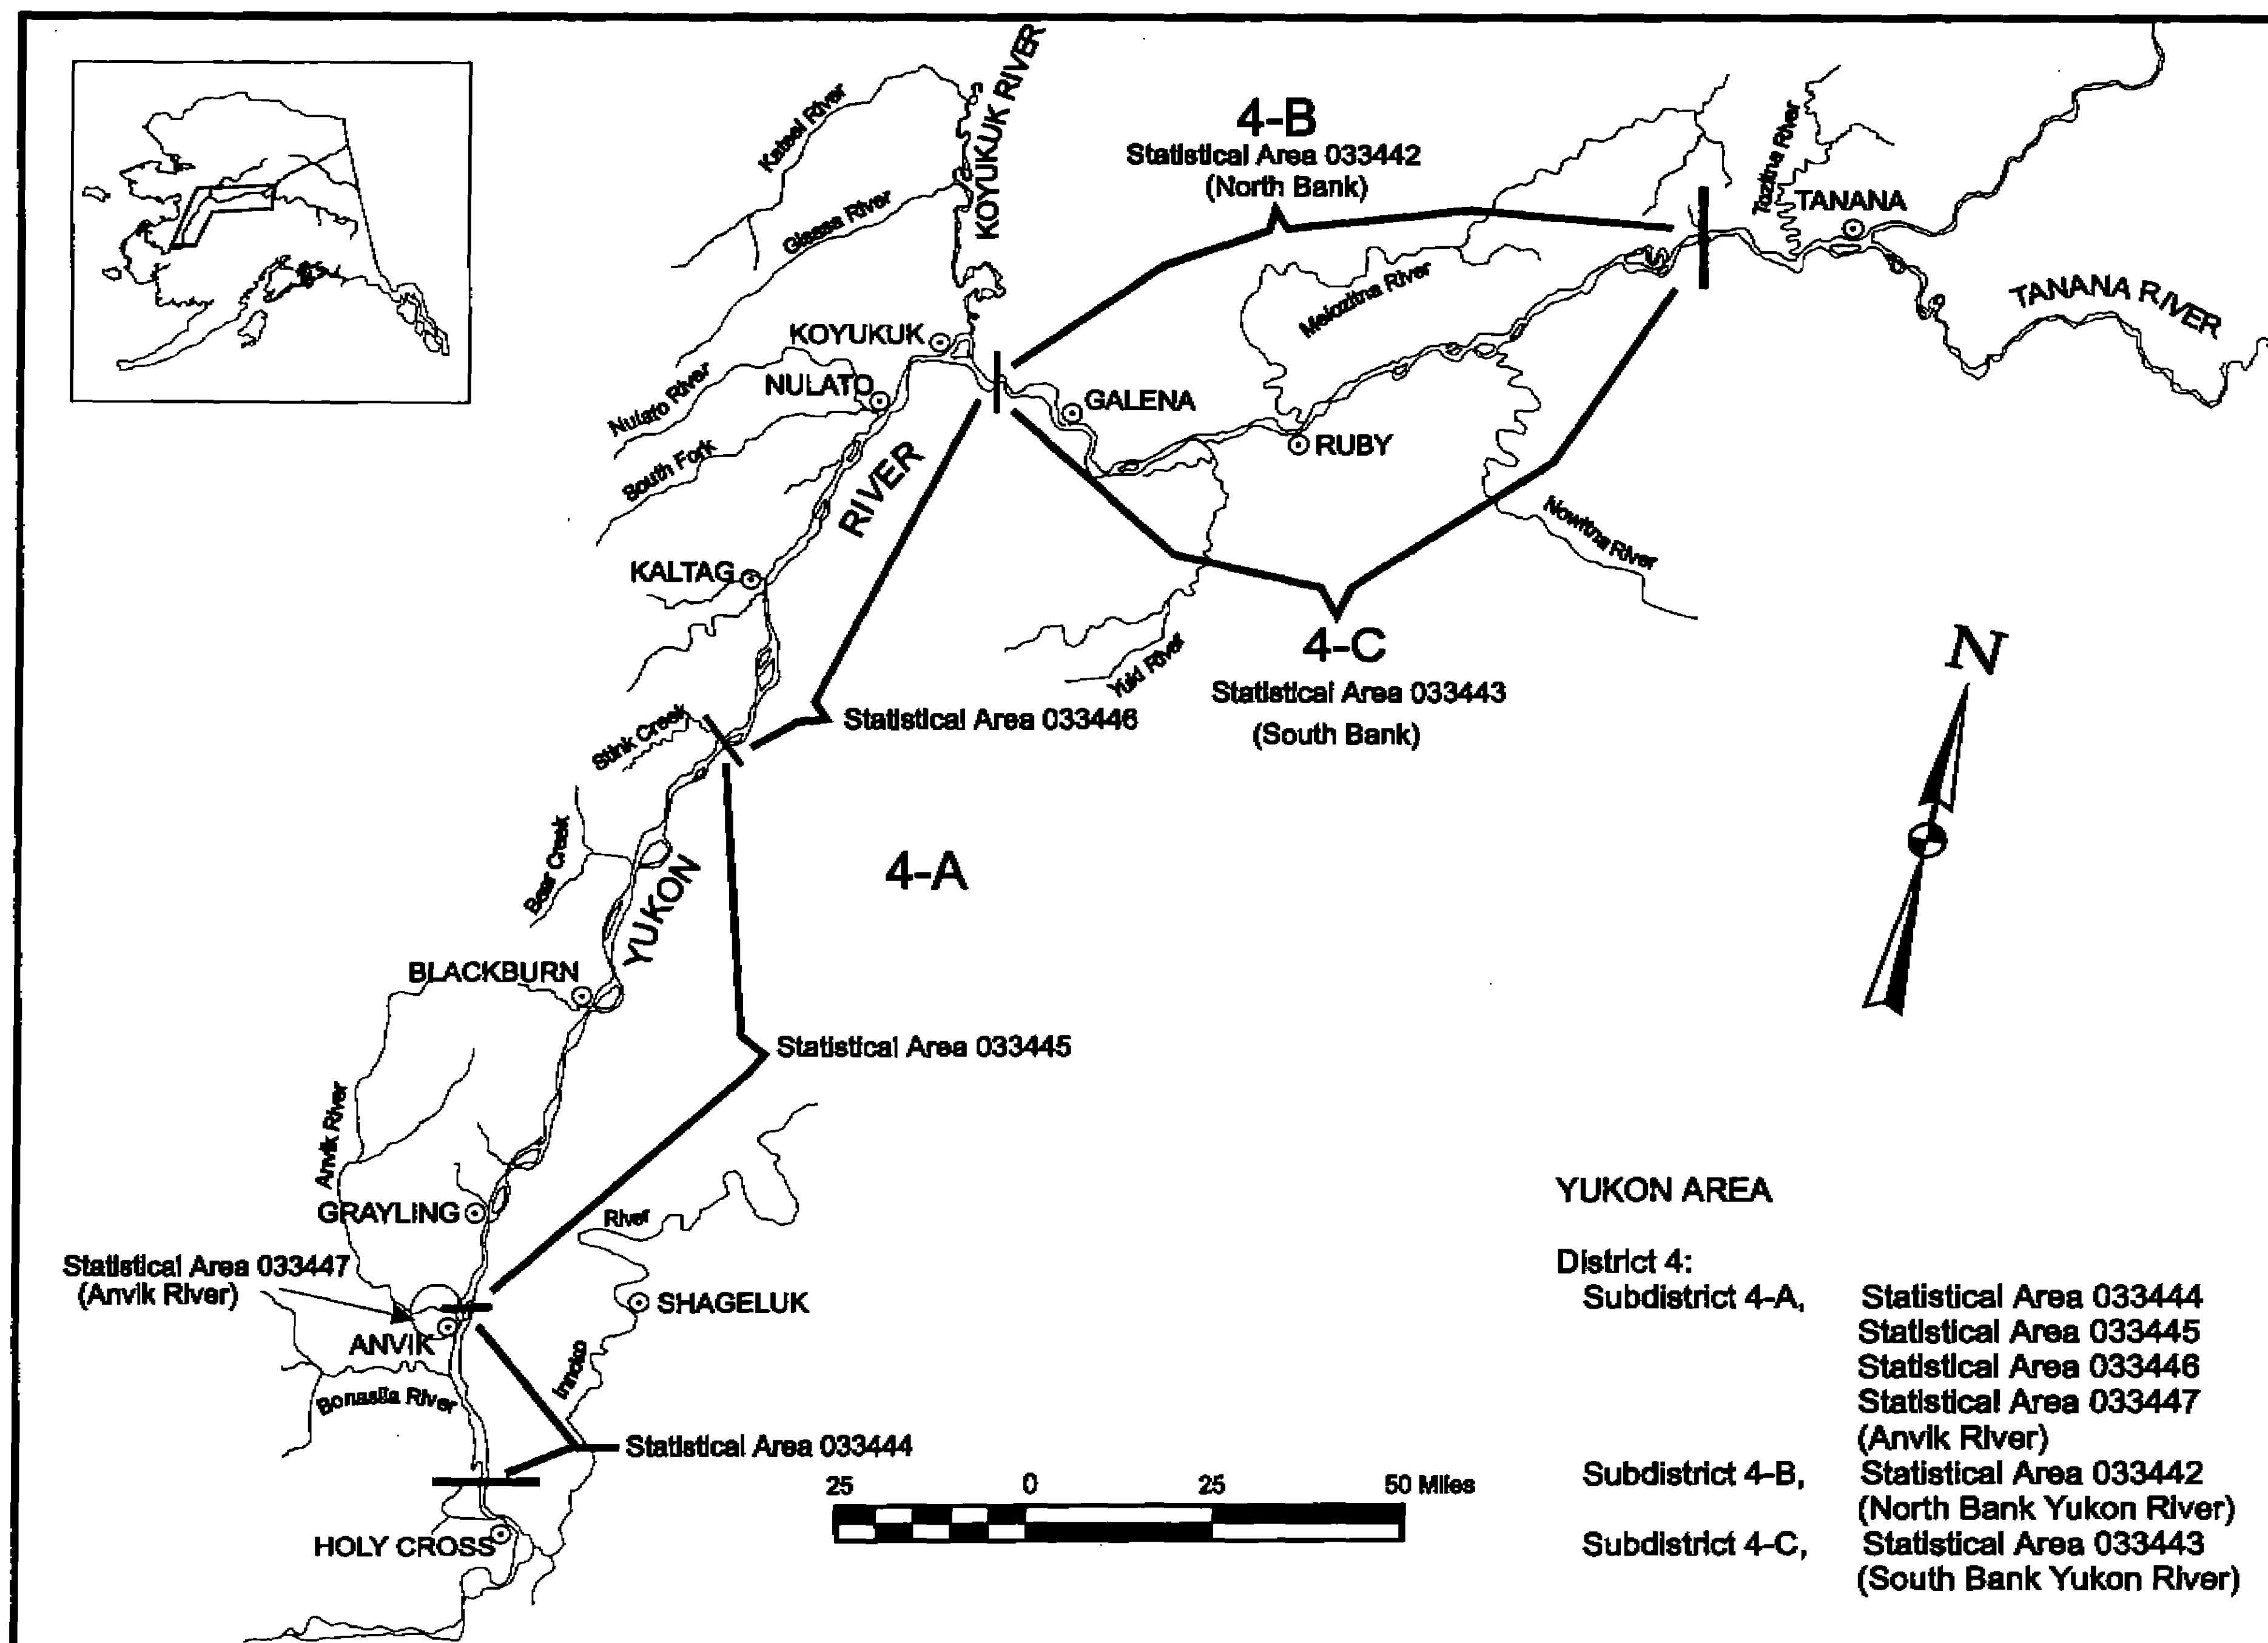 KOYUKUK RIVER
Kateel River
4-B
Statistical Area 033442
(North Bank)
Tozitna River
TANANA
Gisasa River
Melozitna River
TANANA RIVER
KOYUKUK
Nulato River
NULATO
GALENA
RUBY
South Fork
RIVER
Nowitna River
KALTAG
N
4-C
Yuki River
Statistical Area 033443
(South Bank)
Stink Creek
Statistical Area 033446
Bear Creek
4-A
YUKON
BLACKBURN
Statistical Area 033445
Anvik River
GRAYLING
River
Statistical Area 033447
(Anvik River)
SHAGELUK
ANVIK
Innoko
Bonasila River
Statistical Area 033444
HOLY CROSS
25 0 25 50 Miles
YUKON AREA
District 4:
Subdistrict 4-A, Statistical Area 033444
Statistical Area 033445
Statistical Area 033446
Statistical Area 033447
(Anvik River)
Subdistrict 4-B, Statistical Area 033442
(North Bank Yukon River)
Subdistrict 4-C, Statistical Area 033443
(South Bank Yukon River)